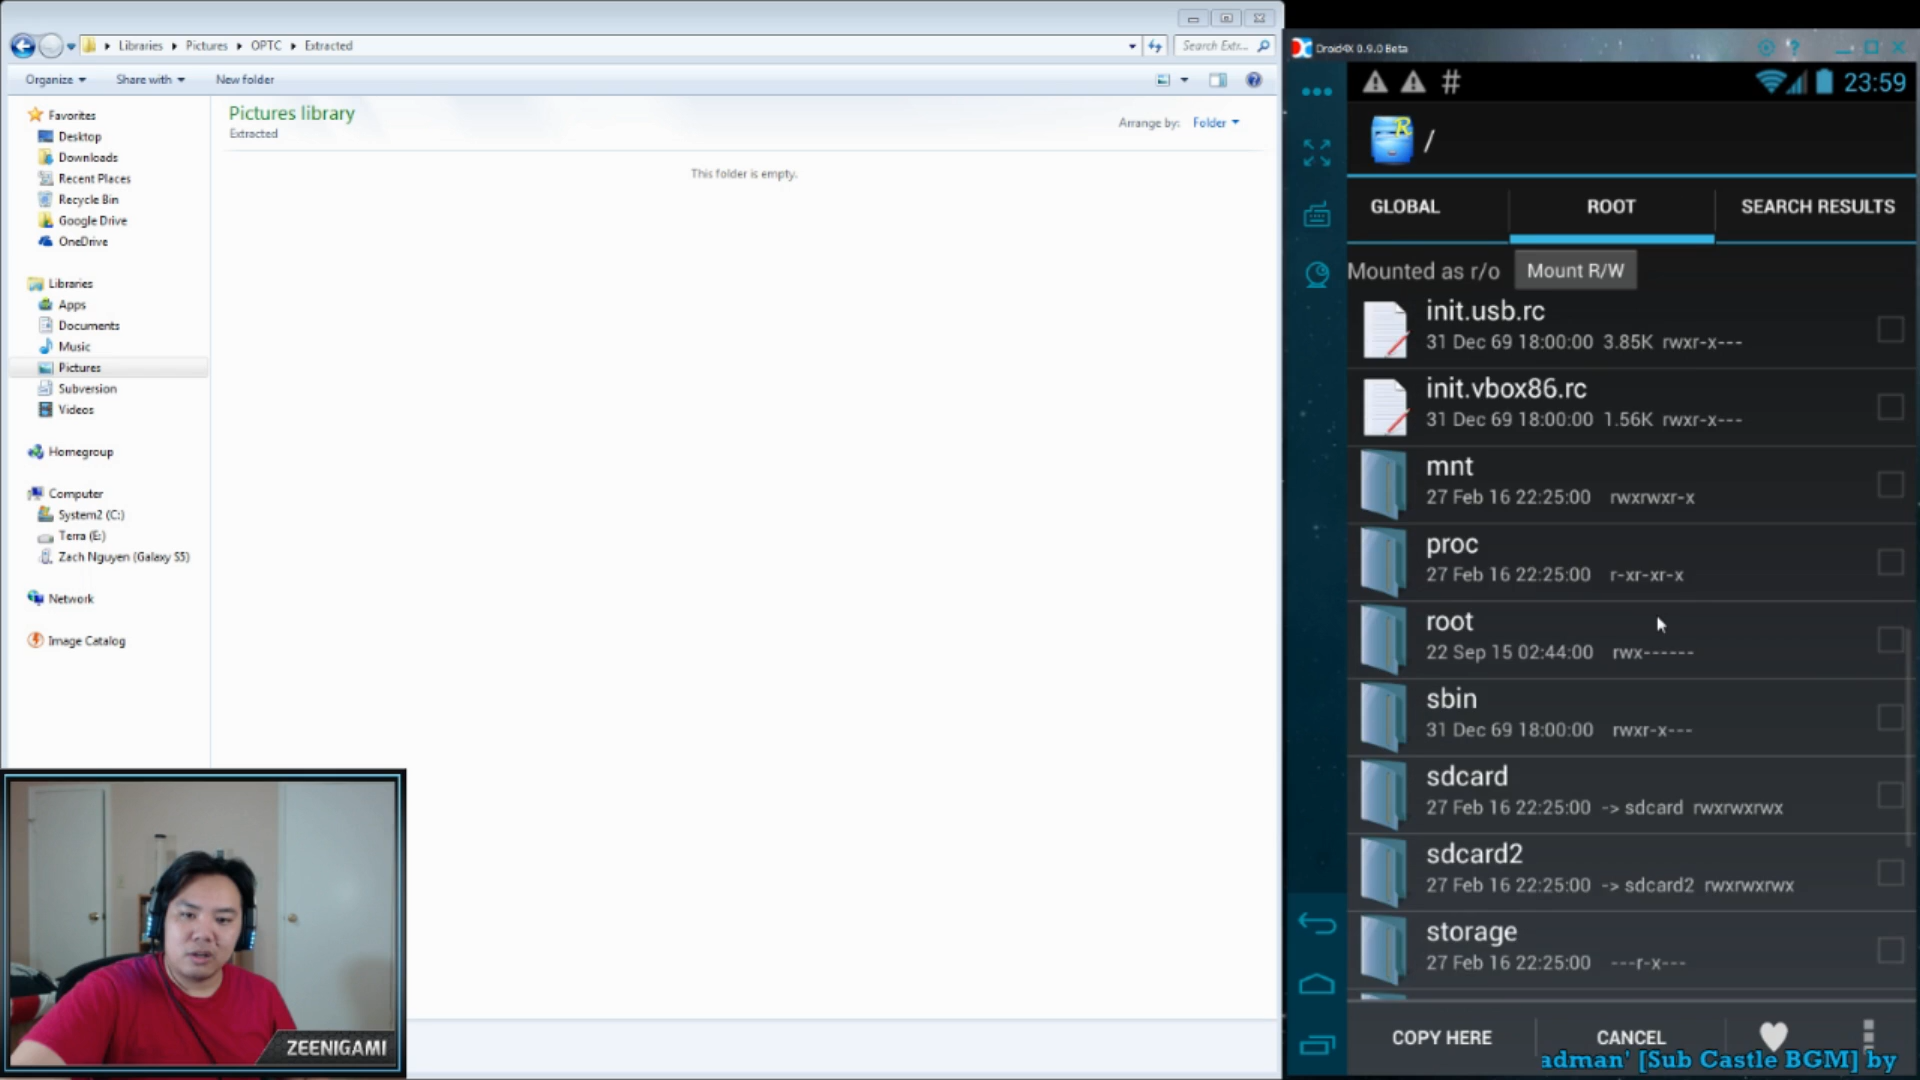 Libraries ▸ Pictures ▸ OPTC ▸ Extracted
Search Extr...
Organize
Share with
New folder
Favorites
Desktop
Downloads
Recent Places
Recycle Bin
Google Drive
OneDrive
Libraries
Apps
Documents
Music
Pictures
Subversion
Videos
Homegroup
Computer
System2 (C:)
Terra (E:)
Zach Nguyen (Galaxy S5)
Network
Image Catalog
Pictures library
Extracted
Arrange by: Folder
This folder is empty.
ZEENIGAMI
Droid4X 0.9.0 Beta
# 23:59
R /
GLOBAL ROOT SEARCH RESULTS
Mounted as r/o Mount R/W
init.usb.rc
31 Dec 69 18:00:00 3.85K rwxr-x---
init.vbox86.rc
31 Dec 69 18:00:00 1.56K rwxr-x---
mnt
27 Feb 16 22:25:00 rwxrwxr-x
proc
27 Feb 16 22:25:00 r-xr-xr-x
root
22 Sep 15 02:44:00 rwx------
sbin
31 Dec 69 18:00:00 rwxr-x---
sdcard
27 Feb 16 22:25:00 -> sdcard rwxrwxrwx
sdcard2
27 Feb 16 22:25:00 -> sdcard2 rwxrwxrwx
storage
27 Feb 16 22:25:00 ---r-x---
COPY HERE CANCEL
adman' [Sub Castle BGM] by